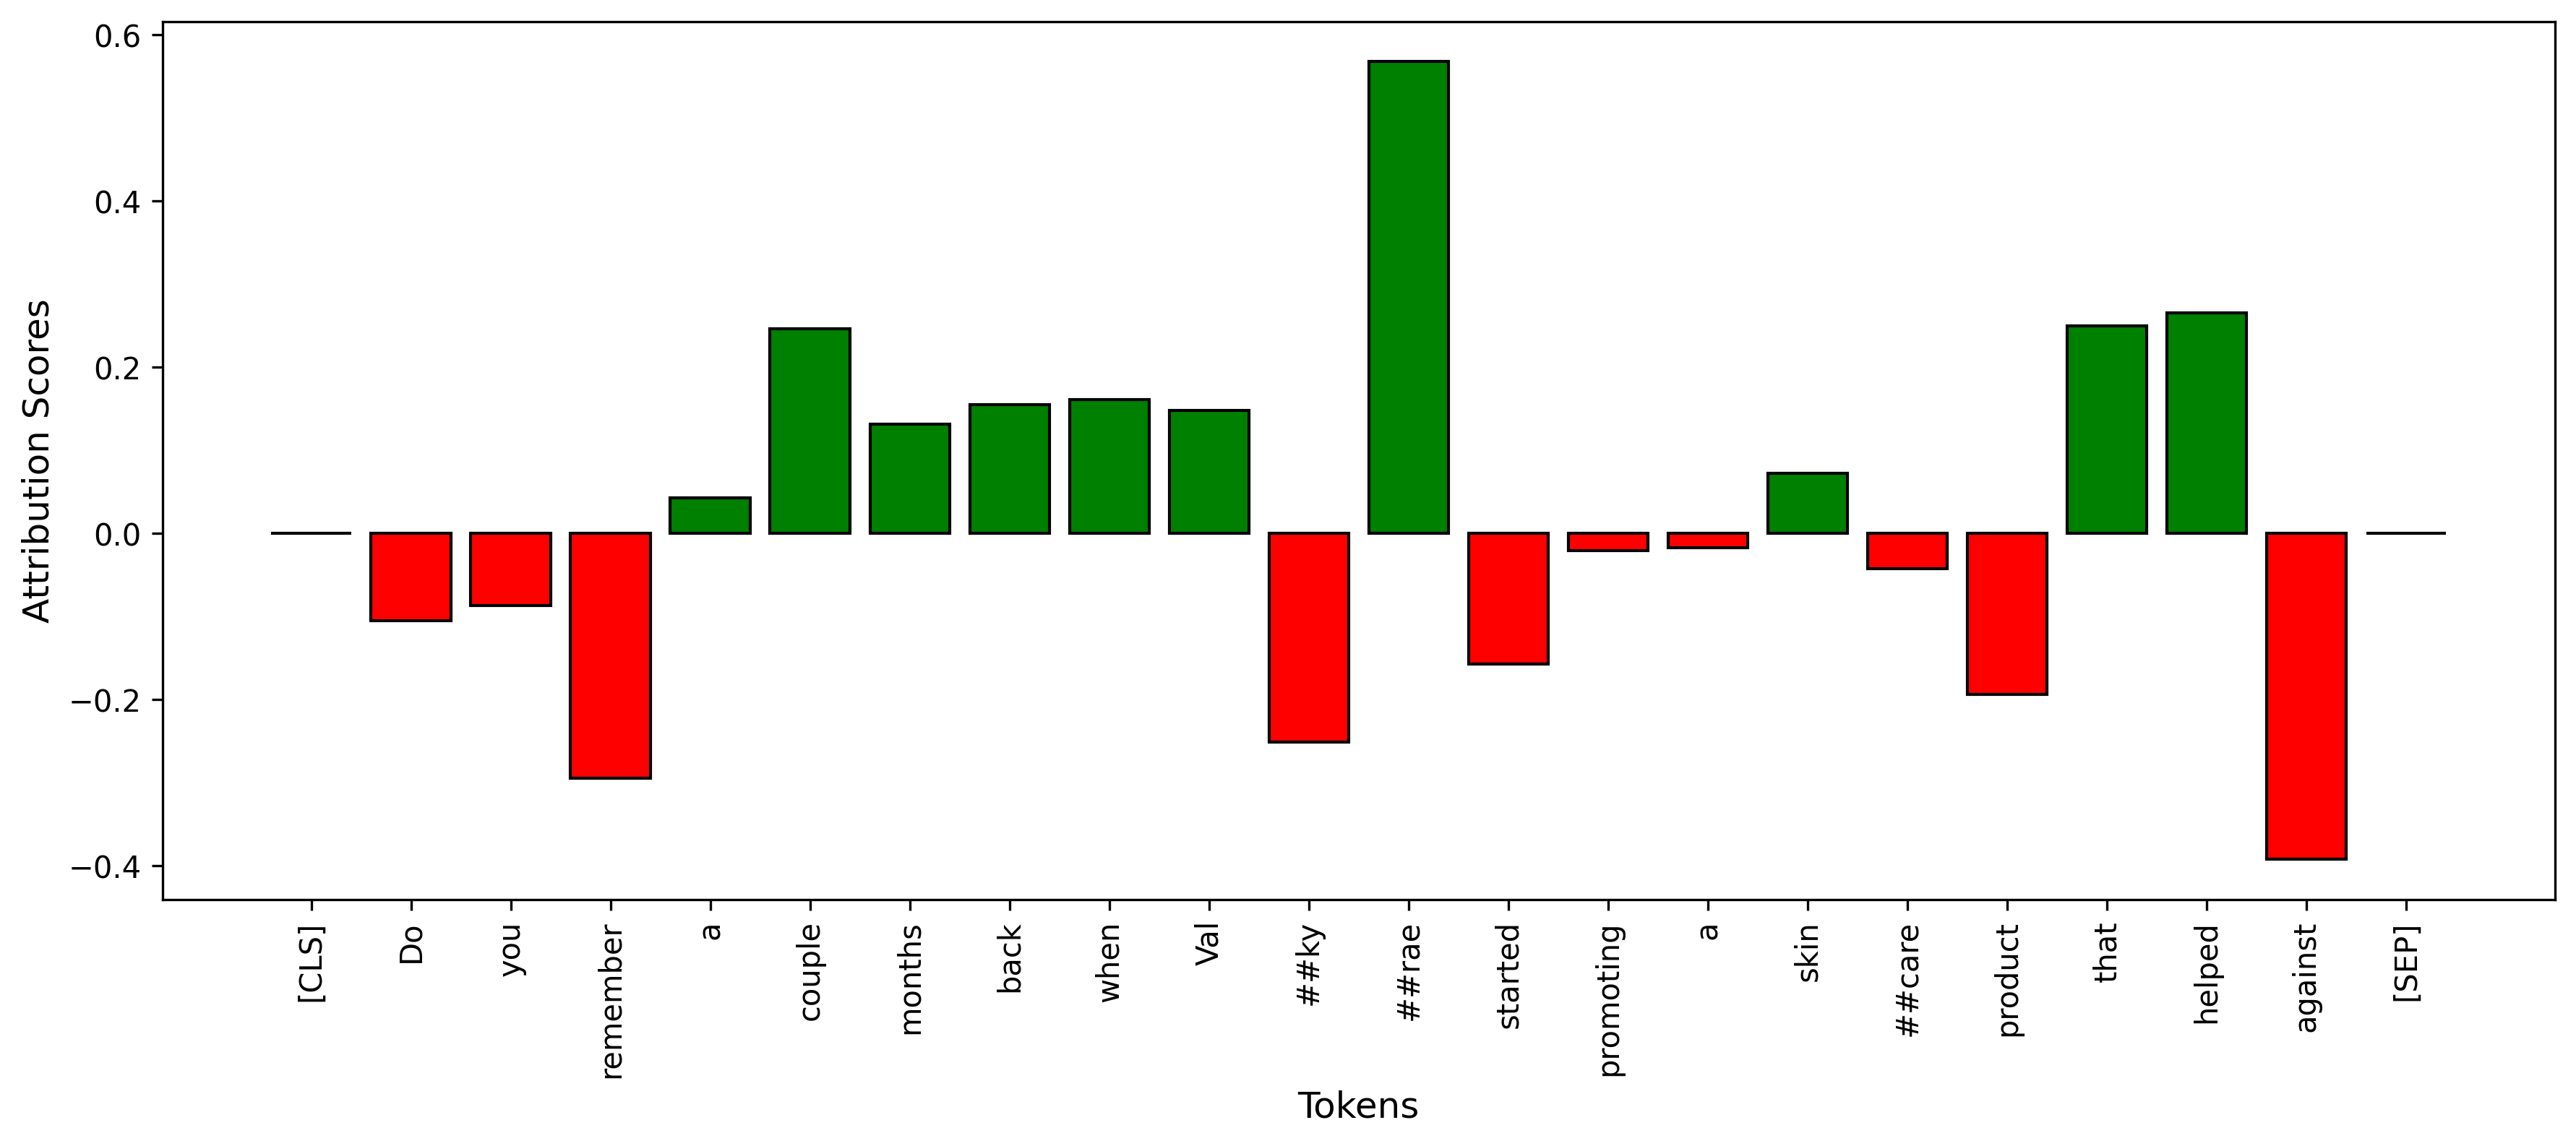 0.6
0.4
0.2
0.0
−0.2
−0.4
Attribution Scores
[CLS]
Do
you
remember
a
couple
months
back
when
Val
##ky
##rae
started
promoting
a
skin
##care
product
that
helped
against
[SEP]
Tokens